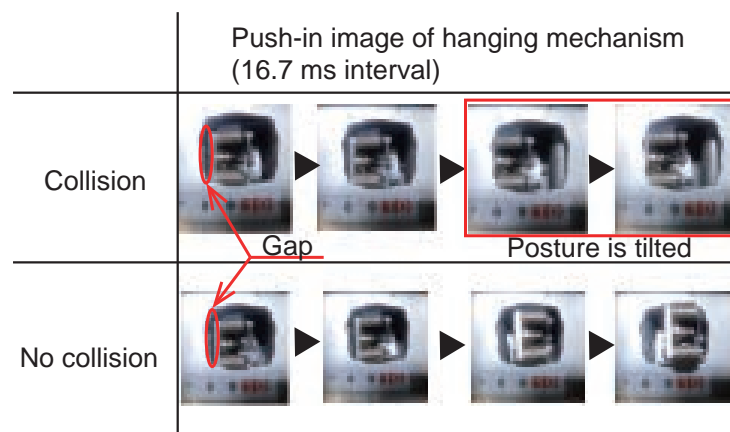 Push-in image of hanging mechanism
(16.7 ms interval)
Collision
Gap
Posture is tilted
No collision